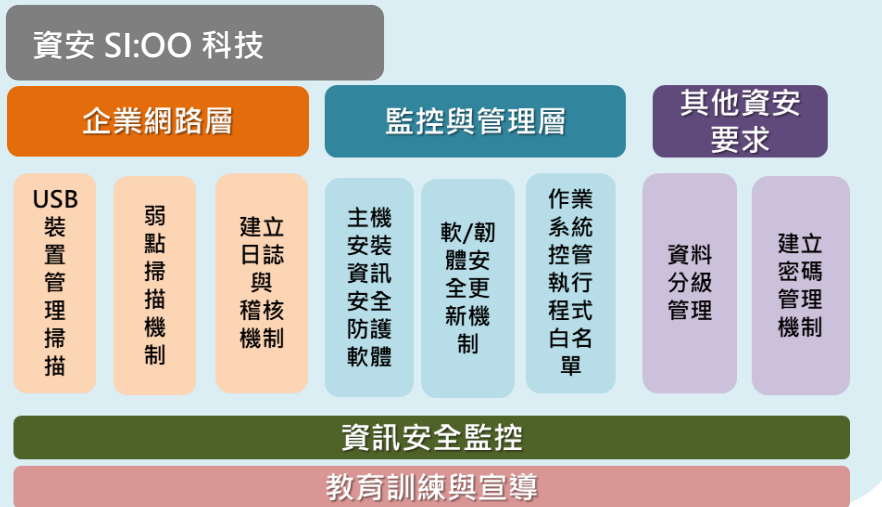 資安 SI:OO 科技
企業網路層
監控與管理層
其他資安
要求
USB
裝
置
管
理
掃
描
弱
點
掃
描
機
制
建立
日誌
與
稽核
機制
主機
安裝
資訊
安全
防護
軟體
軟/韌
體安
全更
新機
制
作業
系統
控管
執行
程式
白名
單
資料
分級
管理
建立
密碼
管理
機制
資訊安全監控
教育訓練與宣導